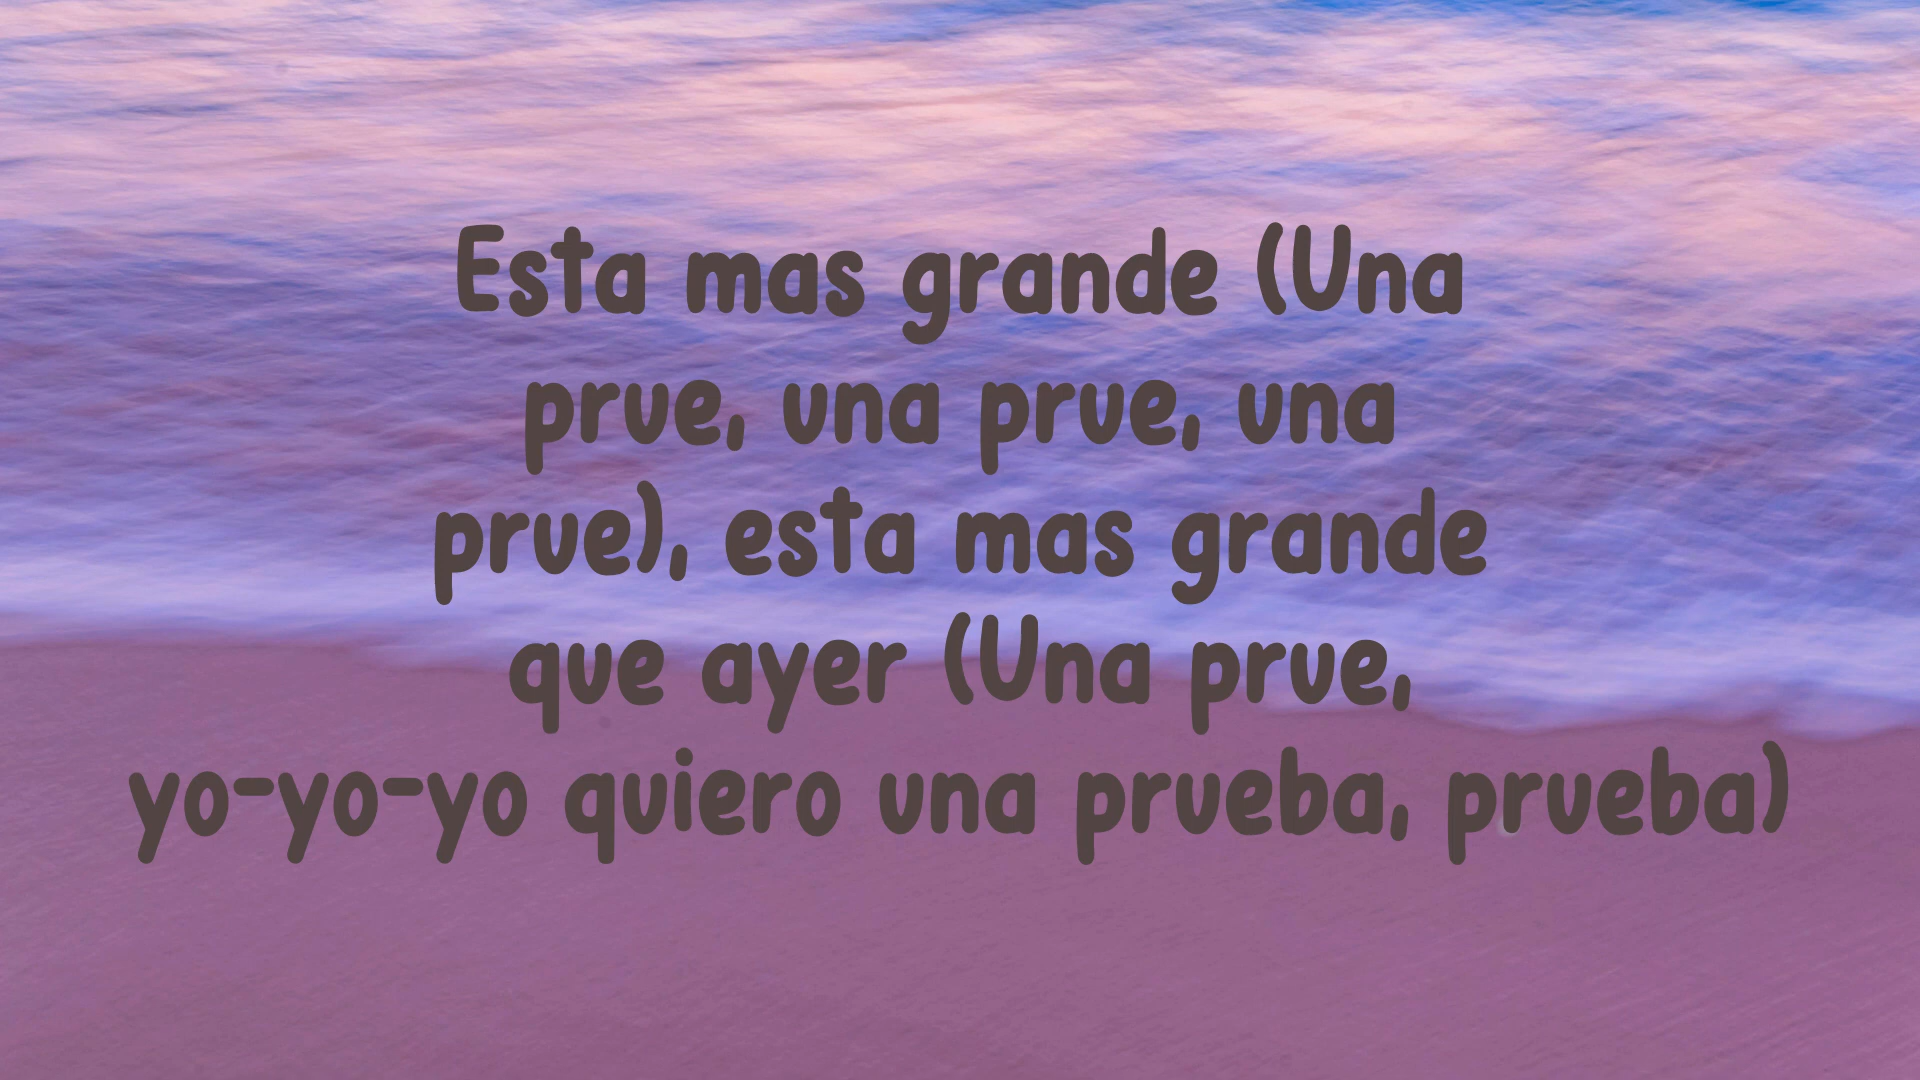 Esta mas grande (Una
prue, una prue, una
prue), esta mas grande
que ayer (Una prue,
yo-yo-yo quiero una prueba, prueba)